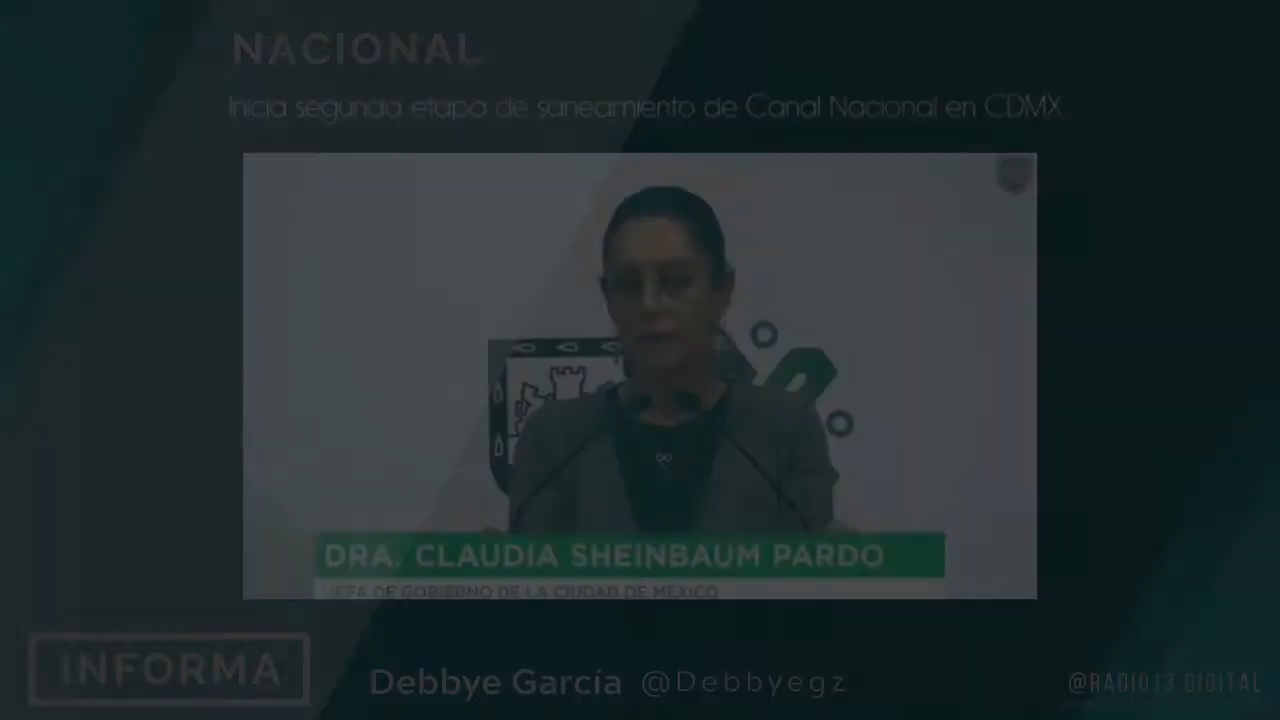 NACIONAL
Inicia segunda etapa de saneamiento de Canal Nacional en CDMX
DRA. CLAUDIA SHEINBAUM PARDO
JEFA DE GOBIERNO DE LA CIUDAD DE MÉXICO
INFORMA
Debbye García @Debbyegz
@RADIO13 DIGITAL